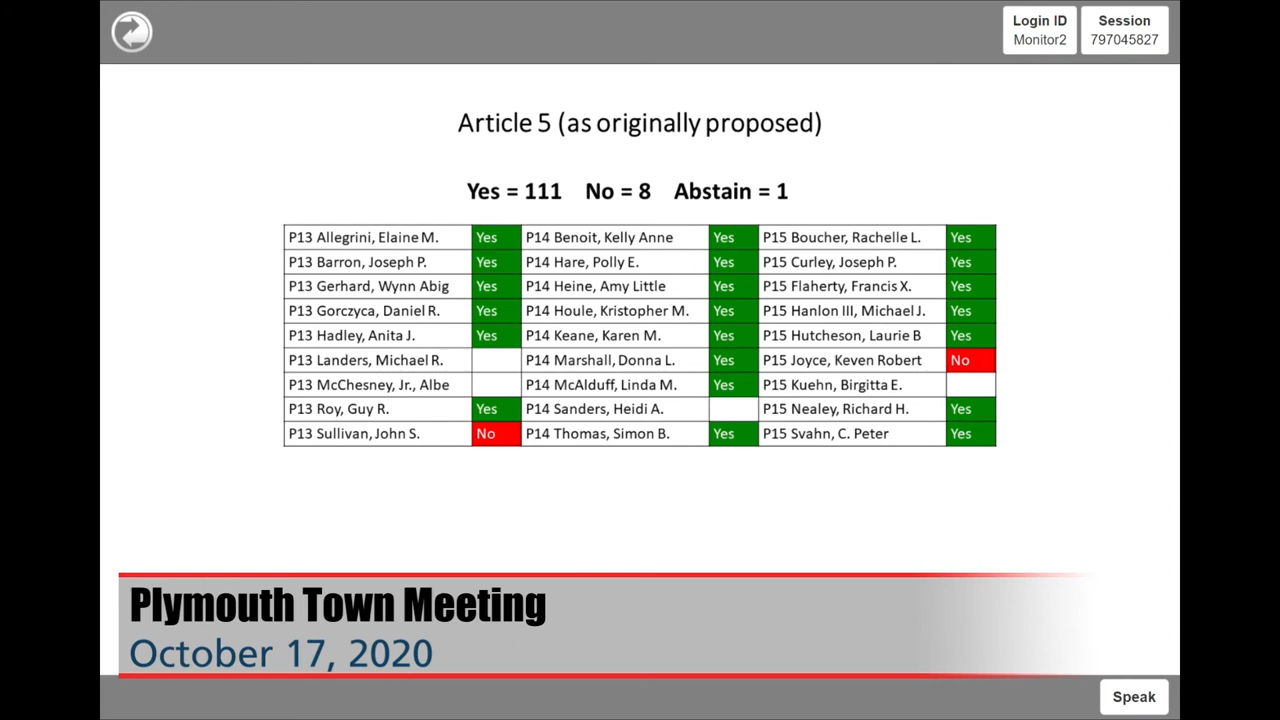 Login ID
Monitor2
Session
797045827
Article 5 (as originally proposed)
Yes = 111 No = 8 Abstain = 1
P13 Allegrini, Elaine M. Yes P14 Benoit, Kelly Anne Yes P15 Boucher, Rachelle L. Yes
P13 Barron, Joseph P. Yes P14 Hare, Polly E. Yes P15 Curley, Joseph P. Yes
P13 Gerhard, Wynn Abig Yes P14 Heine, Amy Little Yes P15 Flaherty, Francis X. Yes
P13 Gorczyca, Daniel R. Yes P14 Houle, Kristopher M. Yes P15 Hanlon III, Michael J. Yes
P13 Hadley, Anita J. Yes P14 Keane, Karen M. Yes P15 Hutcheson, Laurie B Yes
P13 Landers, Michael R. P14 Marshall, Donna L. Yes P15 Joyce, Keven Robert No
P13 McChesney, Jr., Albe P14 McAlduff, Linda M. Yes P15 Kuehn, Birgitta E.
P13 Roy, Guy R. Yes P14 Sanders, Heidi A. P15 Nealey, Richard H. Yes
P13 Sullivan, John S. No P14 Thomas, Simon B. Yes P15 Svahn, C. Peter Yes
Plymouth Town Meeting
October 17, 2020
Speak